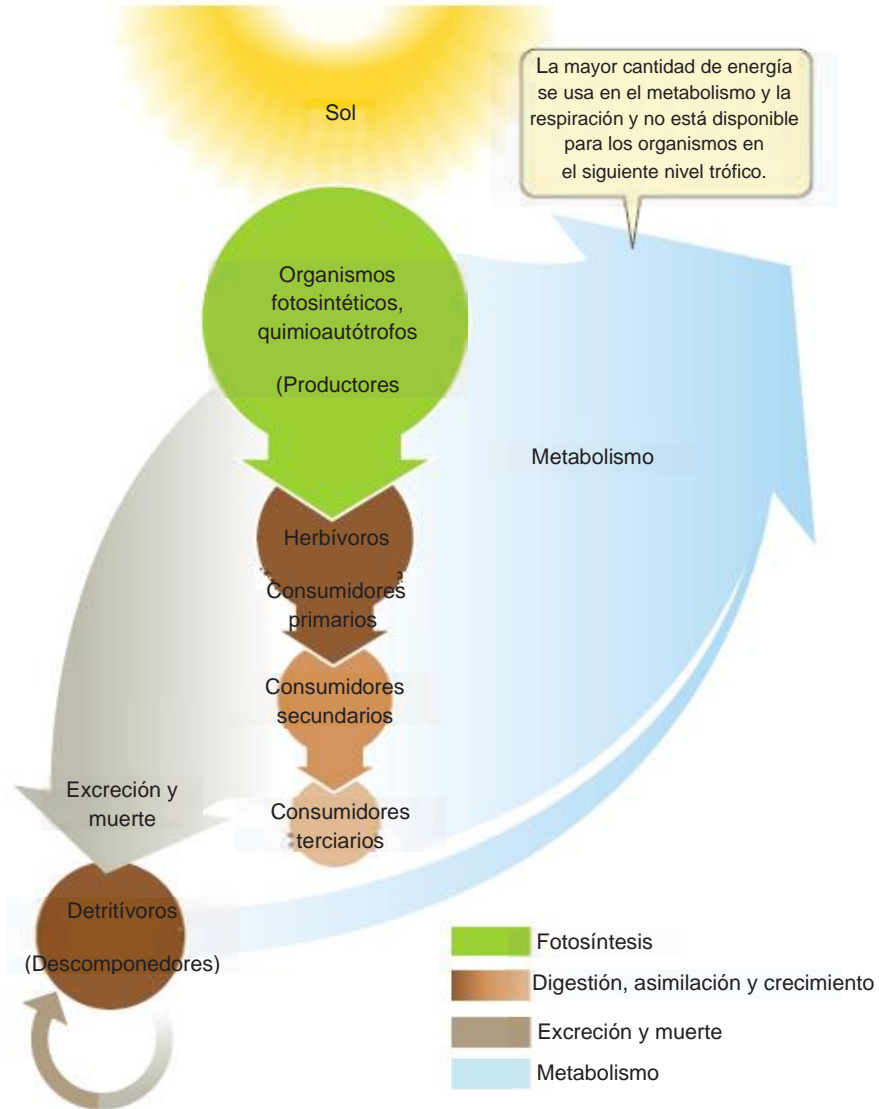 Sol
La mayor cantidad de energía
se usa en el metabolismo y la
respiración y no está disponible
para los organismos en
el siguiente nivel trófico.
Organismos
fotosintéticos,
quimioautótrofos
(Productores
Metabolismo
Herbívoros
Consumidores
primarios
Consumidores
secundarios
Consumidores
terciarios
Excreción y
muerte
Detritívoros
(Descomponedores)
Fotosíntesis
Digestión, asimilación y crecimiento
Excreción y muerte
Metabolismo